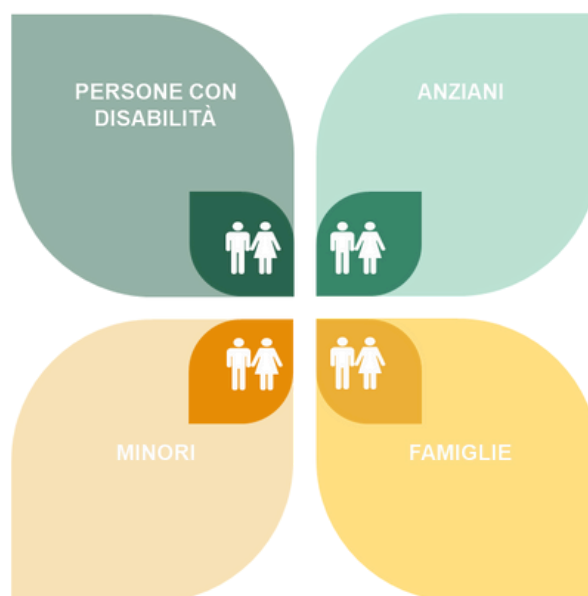 PERSONE CON
DISABILITÀ
ANZIANI
MINORI
FAMIGLIE